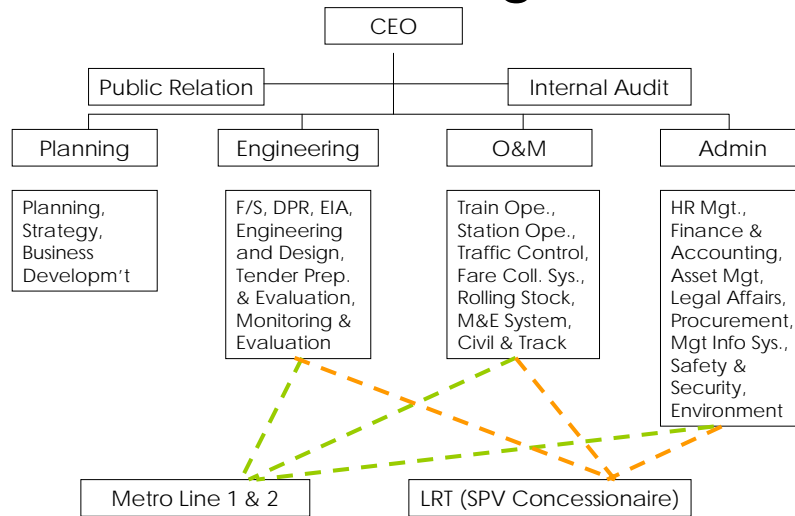 CEO
Public Relation
Internal Audit
Planning
Engineering
O&M
Admin
Planning,
Strategy,
Business
Developm't
F/S, DPR, EIA,
Engineering
and Design,
Tender Prep.
& Evaluation,
Monitoring &
Evaluation
Train Ope.,
Station Ope.,
Traffic Control,
Fare Coll. Sys.,
Rolling Stock,
M&E System,
Civil & Track
HR Mgt.,
Finance &
Accounting,
Asset Mgt,
Legal Affairs,
Procurement,
Mgt Info Sys.,
Safety &
Security,
Environment
Metro Line 1 & 2
LRT (SPV Concessionaire)